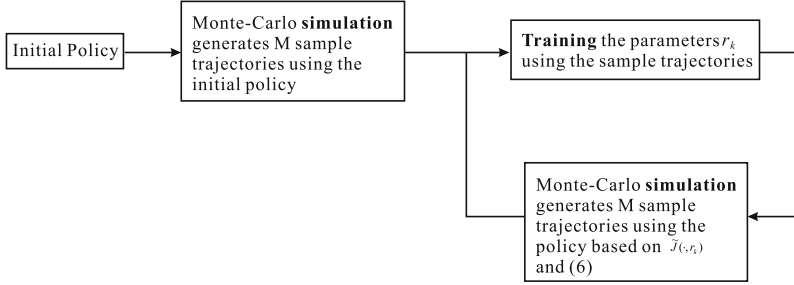 Initial Policy
Monte-Carlo simulation
generates M sample
trajectories using the
initial policy
Training the parameters r_k
using the sample trajectories
Monte-Carlo simulation
generates M sample
trajectories using the
policy based on J̃(·,r_k)
and (6)